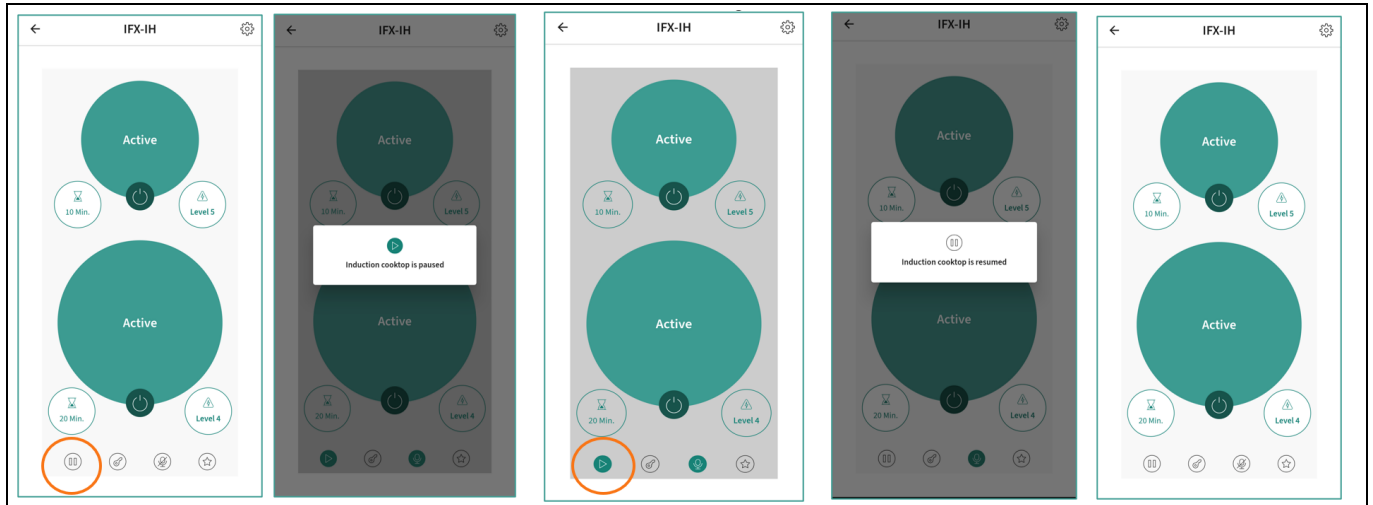 IFX-IH
Active
10 Min.
Level 5
Active
20 Min.
Level 4
IFX-IH
Active
10 Min.
Level 5
Induction cooktop is paused
Active
20 Min.
Level 4
IFX-IH
Active
10 Min.
Level 5
Active
20 Min.
Level 4
IFX-IH
Active
10 Min.
Level 5
Induction cooktop is resumed
Active
20 Min.
Level 4
IFX-IH
Active
10 Min.
Level 5
Active
20 Min.
Level 4